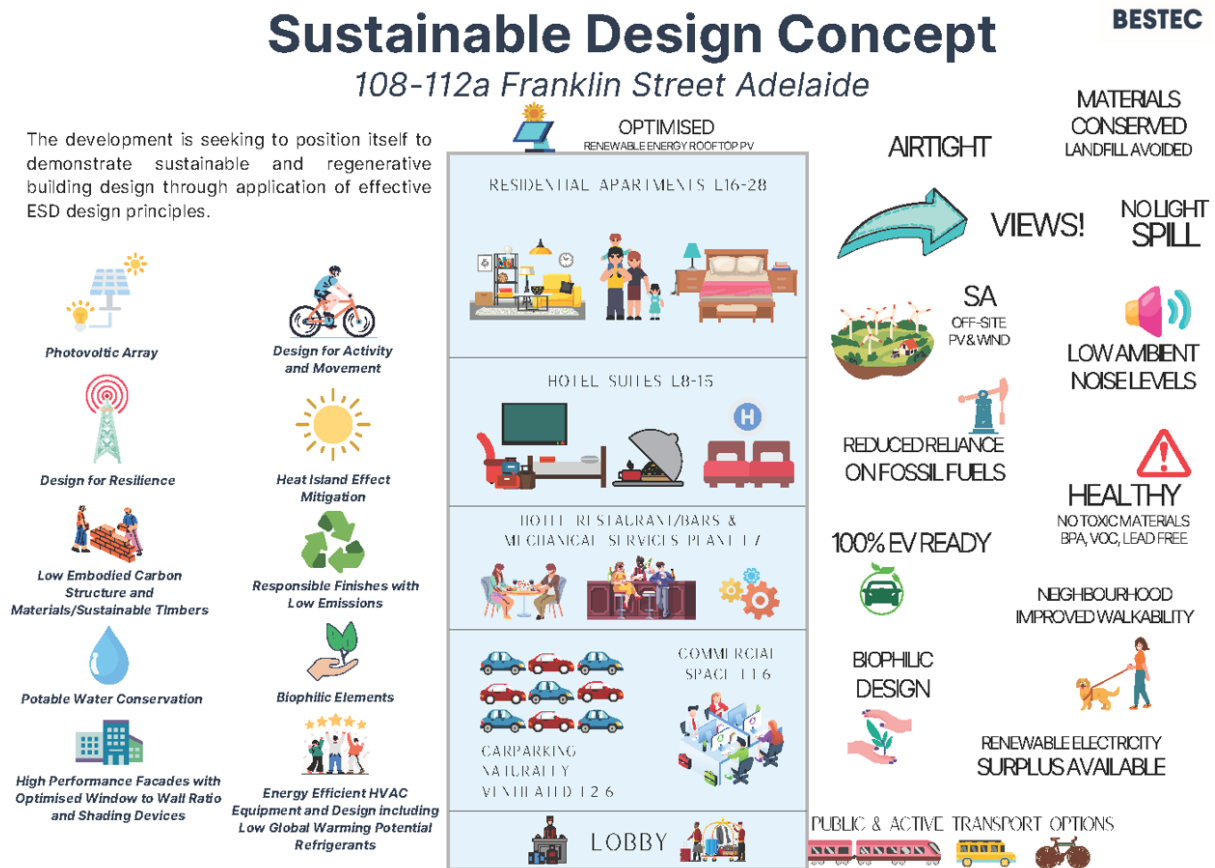 Sustainable Design Concept
BESTEC
108-112a Franklin Street Adelaide
The development is seeking to position itself to
demonstrate sustainable and regenerative
building design through application of effective
ESD design principles.
Photovoltic Array
Design for Activity
and Movement
Design for Resilience
Heat Island Effect
Mitigation
Low Embodied Carbon
Structure and
Materials/Sustainable Timbers
Responsible Finishes with
Low Emissions
Potable Water Conservation
Biophilic Elements
High Performance Facades with
Optimised Window to Wall Ratio
and Shading Devices
Energy Efficient HVAC
Equipment and Design including
Low Global Warming Potential
Refrigerants
OPTIMISED
RENEWABLE ENERGY ROOFTOP PV
RESIDENTIAL APARTMENTS L16-28
HOTEL SUITES L8-15
H
HOTEL RESTAURANT/BARS &
MECHANICAL SERVICES PLANT L7
COMMERCIAL
SPACE L1-6
CARPARKING
NATURALLY
VENTILATED L2-6
LOBBY
AIRTIGHT
MATERIALS
CONSERVED
LANDFILL AVOIDED
VIEWS!
NO LIGHT
SPILL
SA
OFF-SITE
PV & WIND
LOW AMBIENT
NOISE LEVELS
REDUCED RELIANCE
ON FOSSIL FUELS
HEALTHY
NO TOXIC MATERIALS
BPA, VOC, LEAD FREE
100% EV READY
NEIGHBOURHOOD
IMPROVED WALKABILITY
BIOPHILIC
DESIGN
RENEWABLE ELECTRICITY
SURPLUS AVAILABLE
PUBLIC & ACTIVE TRANSPORT OPTIONS